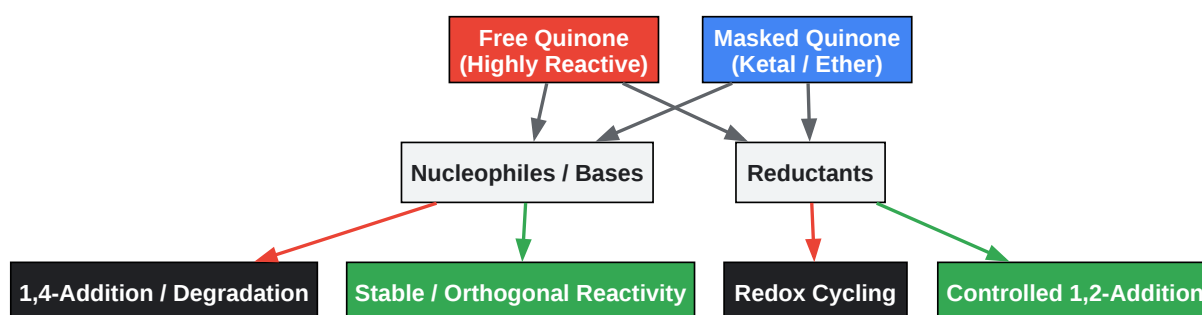 Free Quinone
(Highly Reactive)
Masked Quinone
(Ketal / Ether)
Nucleophiles / Bases
Reductants
1,4-Addition / Degradation
Stable / Orthogonal Reactivity
Redox Cycling
Controlled 1,2-Addition